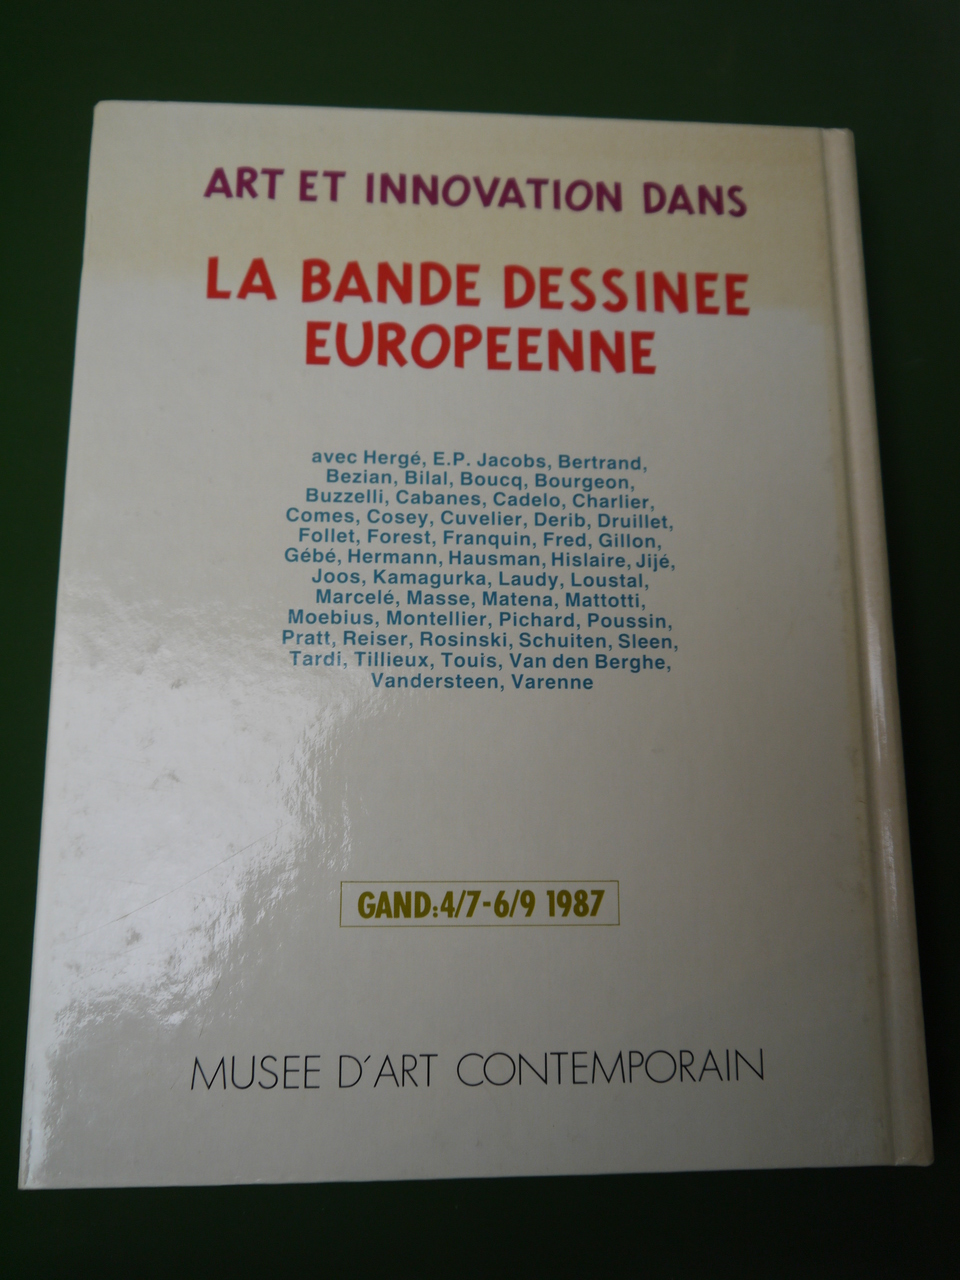 ART ET INNOVATION DANS
LA BANDE DESSINEE
EUROPEENNE
avec Hergé, E.P. Jacobs, Bertrand,
Bezian, Bilal, Boucq, Bourgeon,
Buzzelli, Cabanes, Cadelo, Charlier,
Comes, Cosey, Cuvelier, Derib, Druillet,
Follet, Forest, Franquin, Fred, Gillon,
Gébé, Hermann, Hausman, Hislaire, Jijé,
Joos, Kamagurka, Laudy, Loustal,
Marcelé, Masse, Matena, Mattotti,
Moebius, Montellier, Pichard, Poussin,
Pratt, Reiser, Rosinski, Schuiten, Sleen,
Tardi, Tillieux, Touis, Van den Berghe,
Vandersteen, Varenne
GAND: 4/7-6/9 1987
MUSEE D'ART CONTEMPORAIN